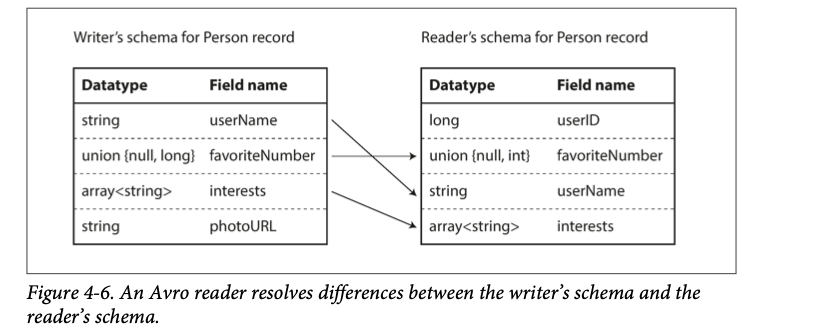 Writer's schema for Person record
Reader's schema for Person record
Datatype Field name
string userName
union {null, long} favoriteNumber
array<string> interests
string photoURL
Datatype Field name
long userID
union {null, int} favoriteNumber
string userName
array<string> interests
Figure 4-6. An Avro reader resolves differences between the writer's schema and the
reader's schema.